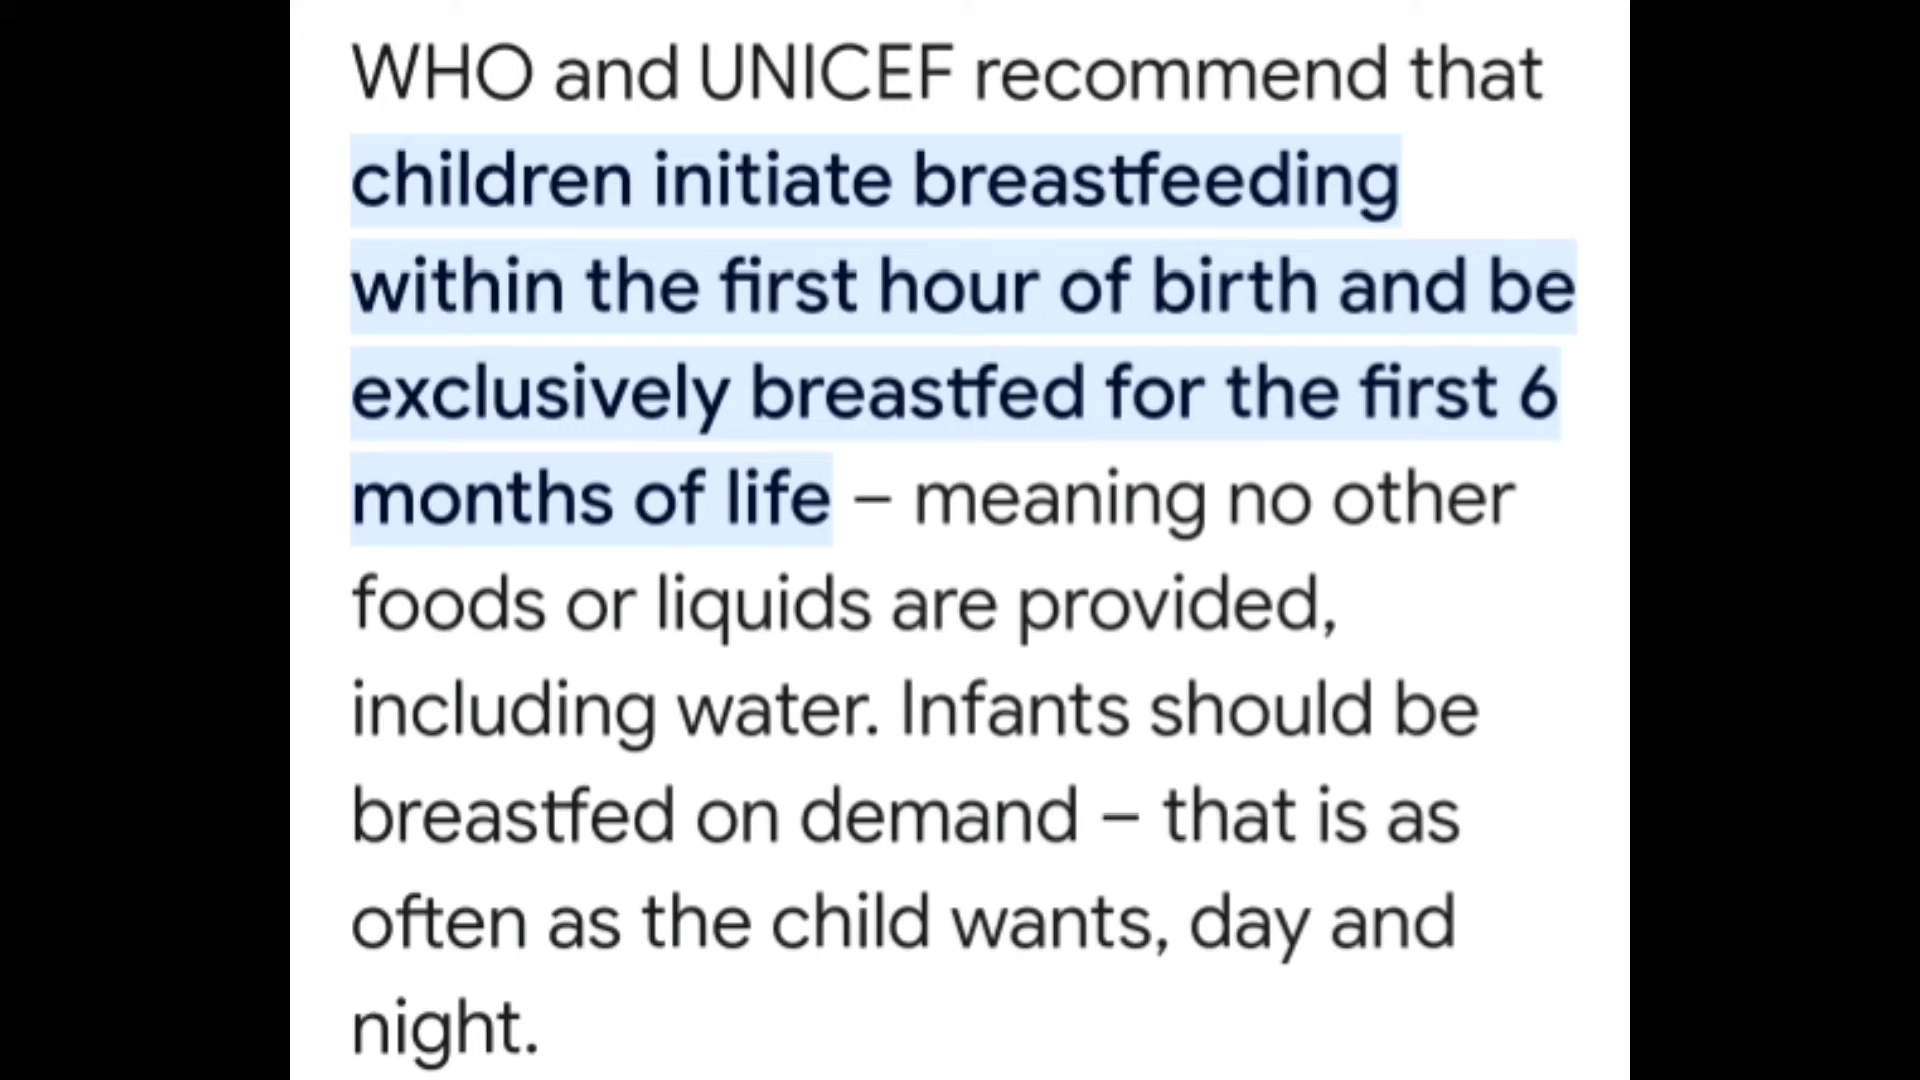 WHO and UNICEF recommend that
children initiate breastfeeding
within the first hour of birth and be
exclusively breastfed for the first 6
months of life – meaning no other
foods or liquids are provided,
including water. Infants should be
breastfed on demand – that is as
often as the child wants, day and
night.